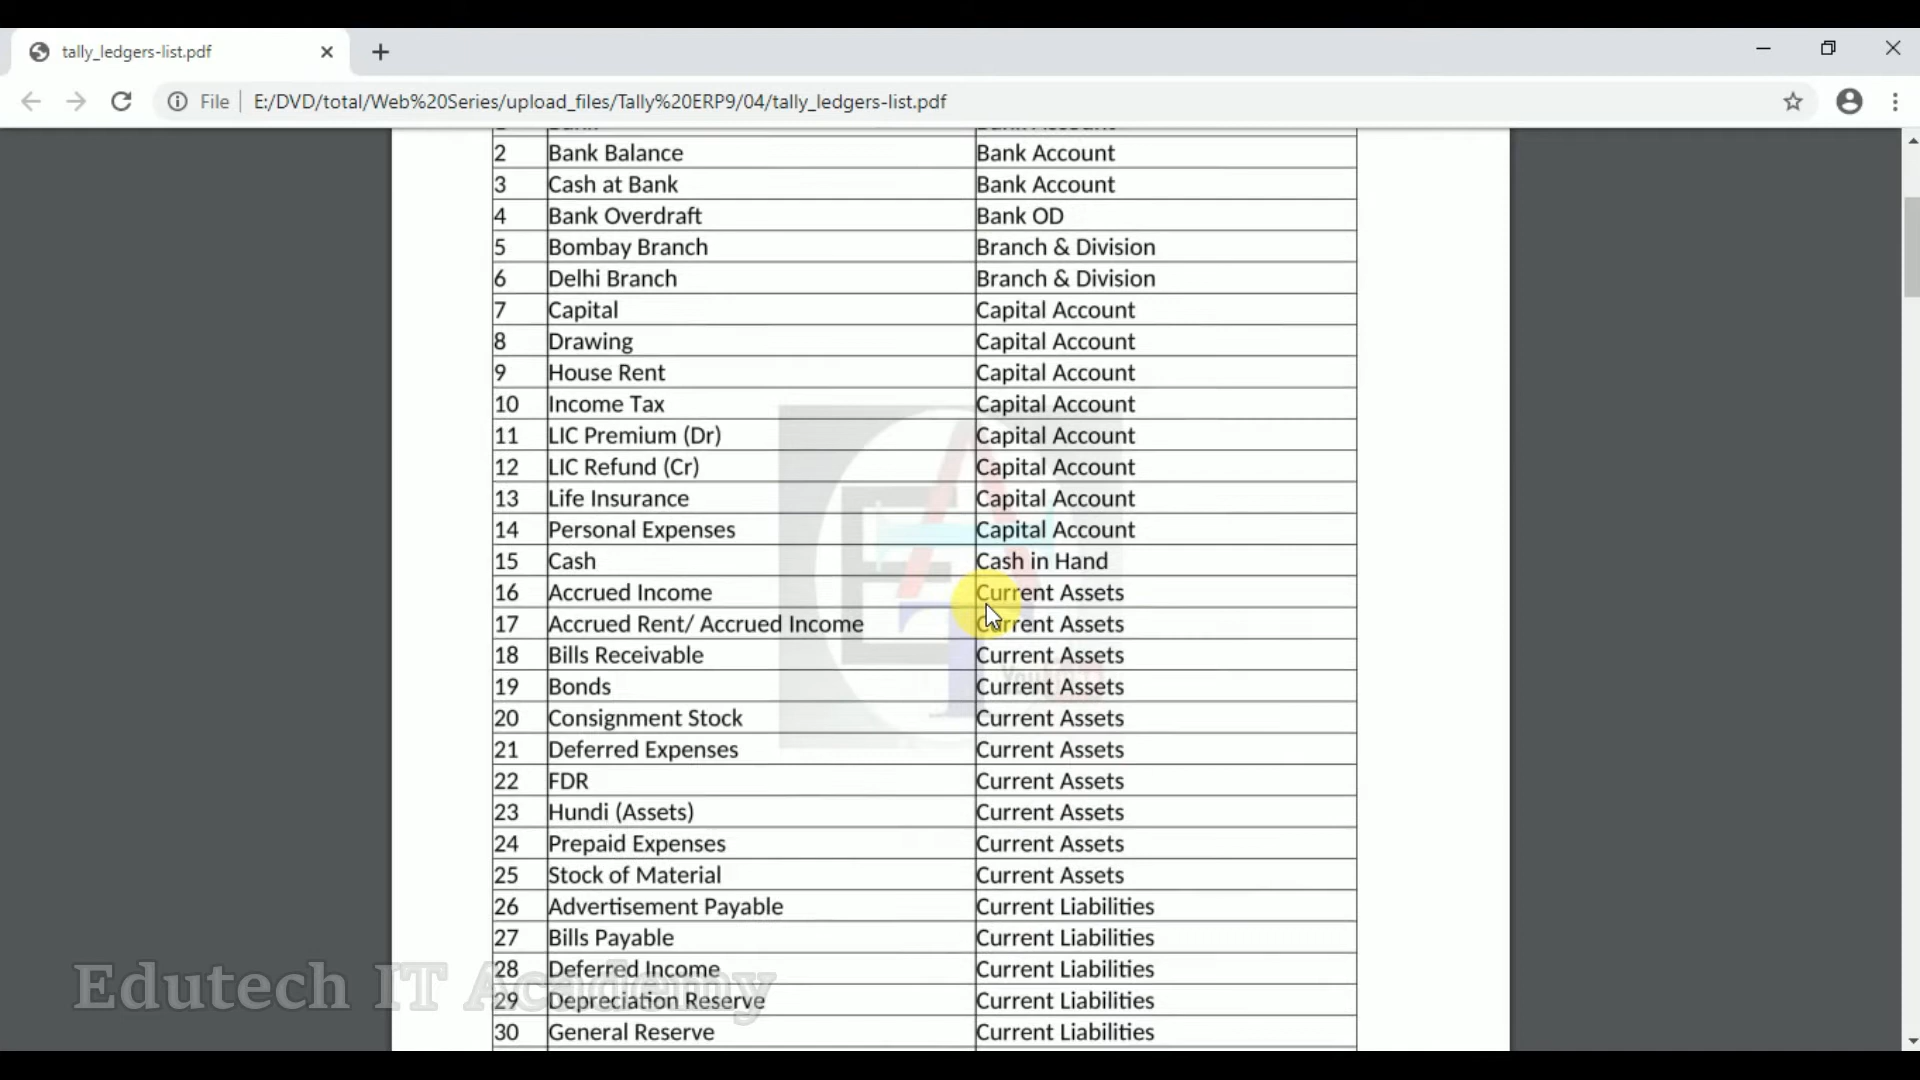 tally_ledgers-list.pdf
File E:/DVD/total/Web%20Series/upload_files/Tally%20ERP9/04/tally_ledgers-list.pdf
2 Bank Balance Bank Account
3 Cash at Bank Bank Account
4 Bank Overdraft Bank OD
5 Bombay Branch Branch & Division
6 Delhi Branch Branch & Division
7 Capital Capital Account
8 Drawing Capital Account
9 House Rent Capital Account
10 Income Tax Capital Account
11 LIC Premium (Dr) Capital Account
12 LIC Refund (Cr) Capital Account
13 Life Insurance Capital Account
14 Personal Expenses Capital Account
15 Cash Cash in Hand
16 Accrued Income Current Assets
17 Accrued Rent/ Accrued Income Current Assets
18 Bills Receivable Current Assets
19 Bonds Current Assets
20 Consignment Stock Current Assets
21 Deferred Expenses Current Assets
22 FDR Current Assets
23 Hundi (Assets) Current Assets
24 Prepaid Expenses Current Assets
25 Stock of Material Current Assets
26 Advertisement Payable Current Liabilities
27 Bills Payable Current Liabilities
28 Deferred Income Current Liabilities
29 Depreciation Reserve Current Liabilities
30 General Reserve Current Liabilities
Edutech IT Academy